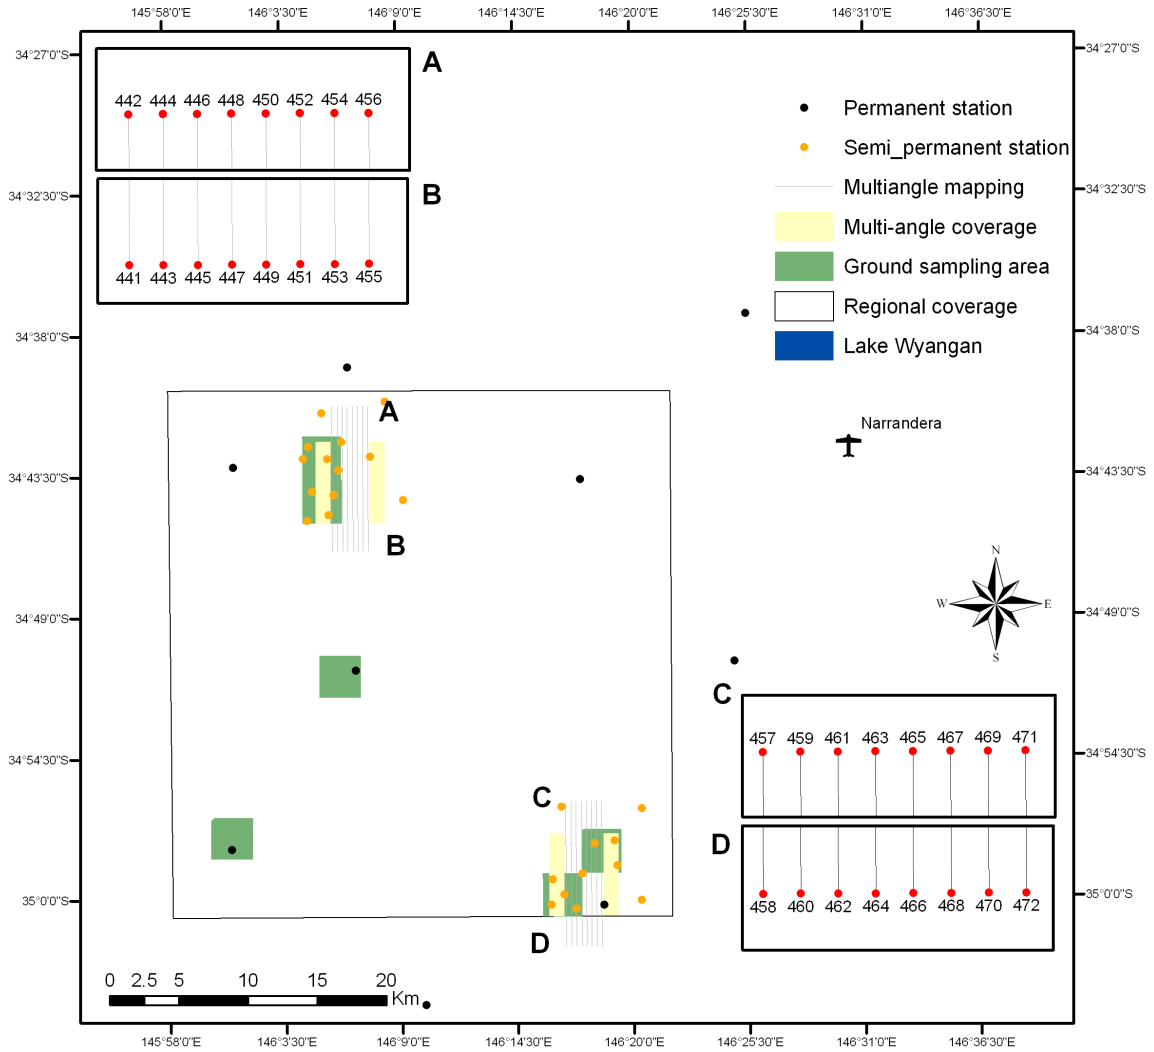 145°58'0"E 146°3'30"E 146°9'0"E 146°14'30"E 146°20'0"E 146°25'30"E 146°31'0"E 146°36'30"E
34°27'0"S 34°27'0"S
A
442 444 446 448 450 452 454 456
Permanent station
Semi_permanent station
34°32'30"S 34°32'30"S
B
Multiangle mapping
Multi-angle coverage
441 443 445 447 449 451 453 455
Ground sampling area
Regional coverage
34°38'0"S 34°38'0"S
Lake Wyangan
A
Narrandera
34°43'30"S 34°43'30"S
B
N
W E
S
34°49'0"S 34°49'0"S
C
457 459 461 463 465 467 469 471
34°54'30"S 34°54'30"S
C
D
35°0'0"S 35°0'0"S
458 460 462 464 466 468 470 472
D
0 2.5 5 10 15 20
Km
145°58'0"E 146°3'30"E 146°9'0"E 146°14'30"E 146°20'0"E 146°25'30"E 146°31'0"E 146°36'30"E